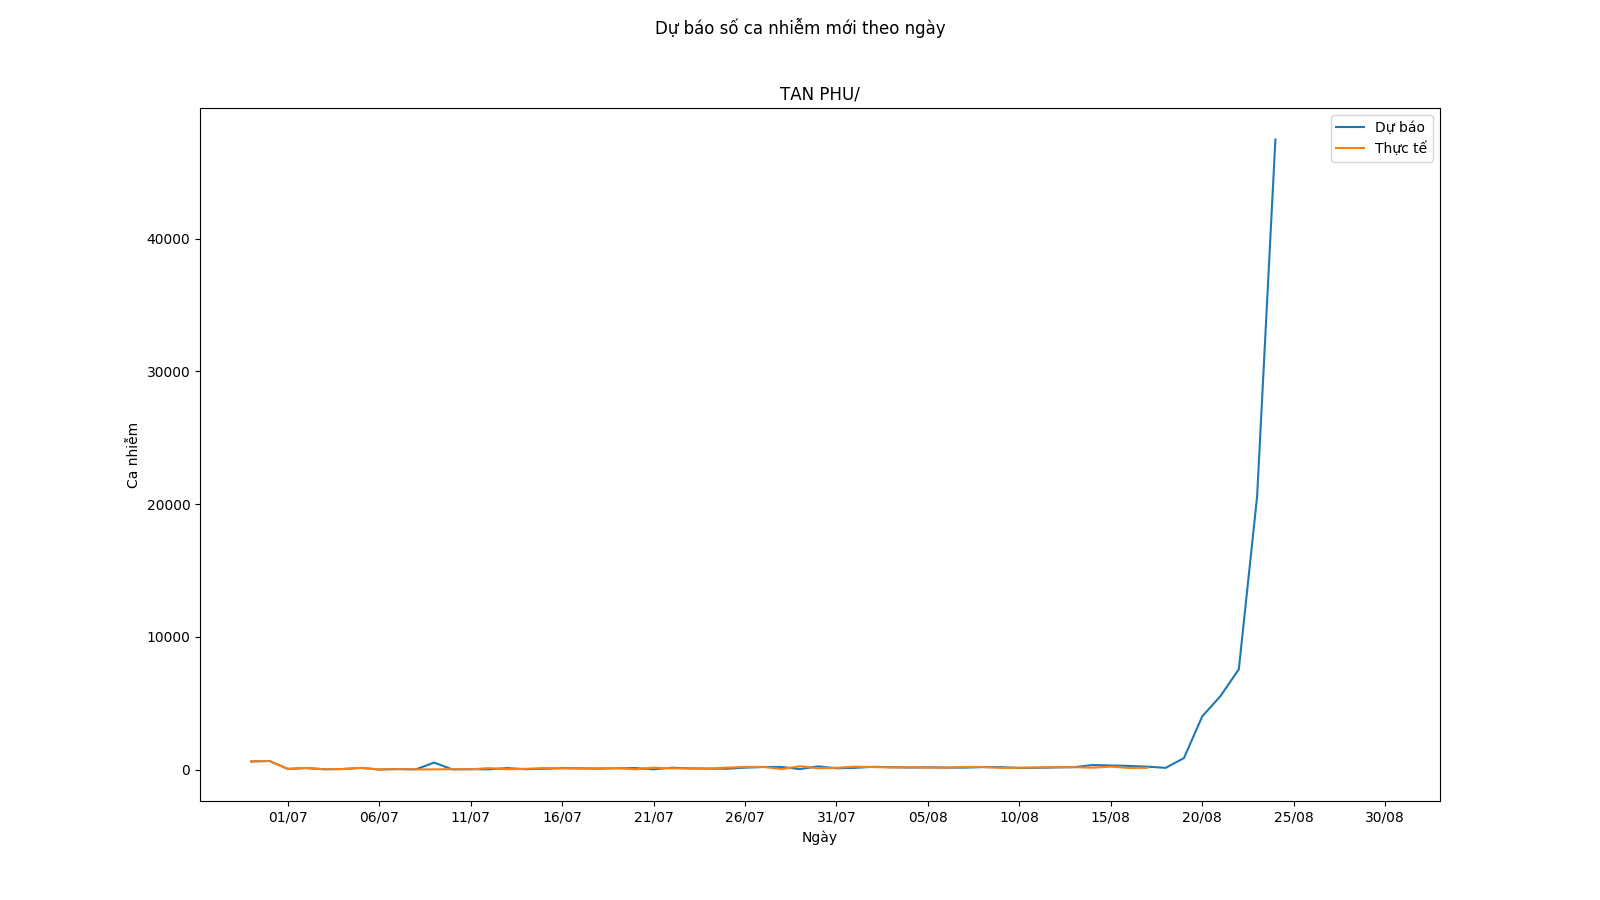 Dự báo số ca nhiễm mới theo ngày
TAN PHU/
Dự báo
Thực tế
Ca nhiễm
40000
30000
20000
10000
0
01/07 06/07 11/07 16/07 21/07 26/07 31/07 05/08 10/08 15/08 20/08 25/08 30/08
Ngày